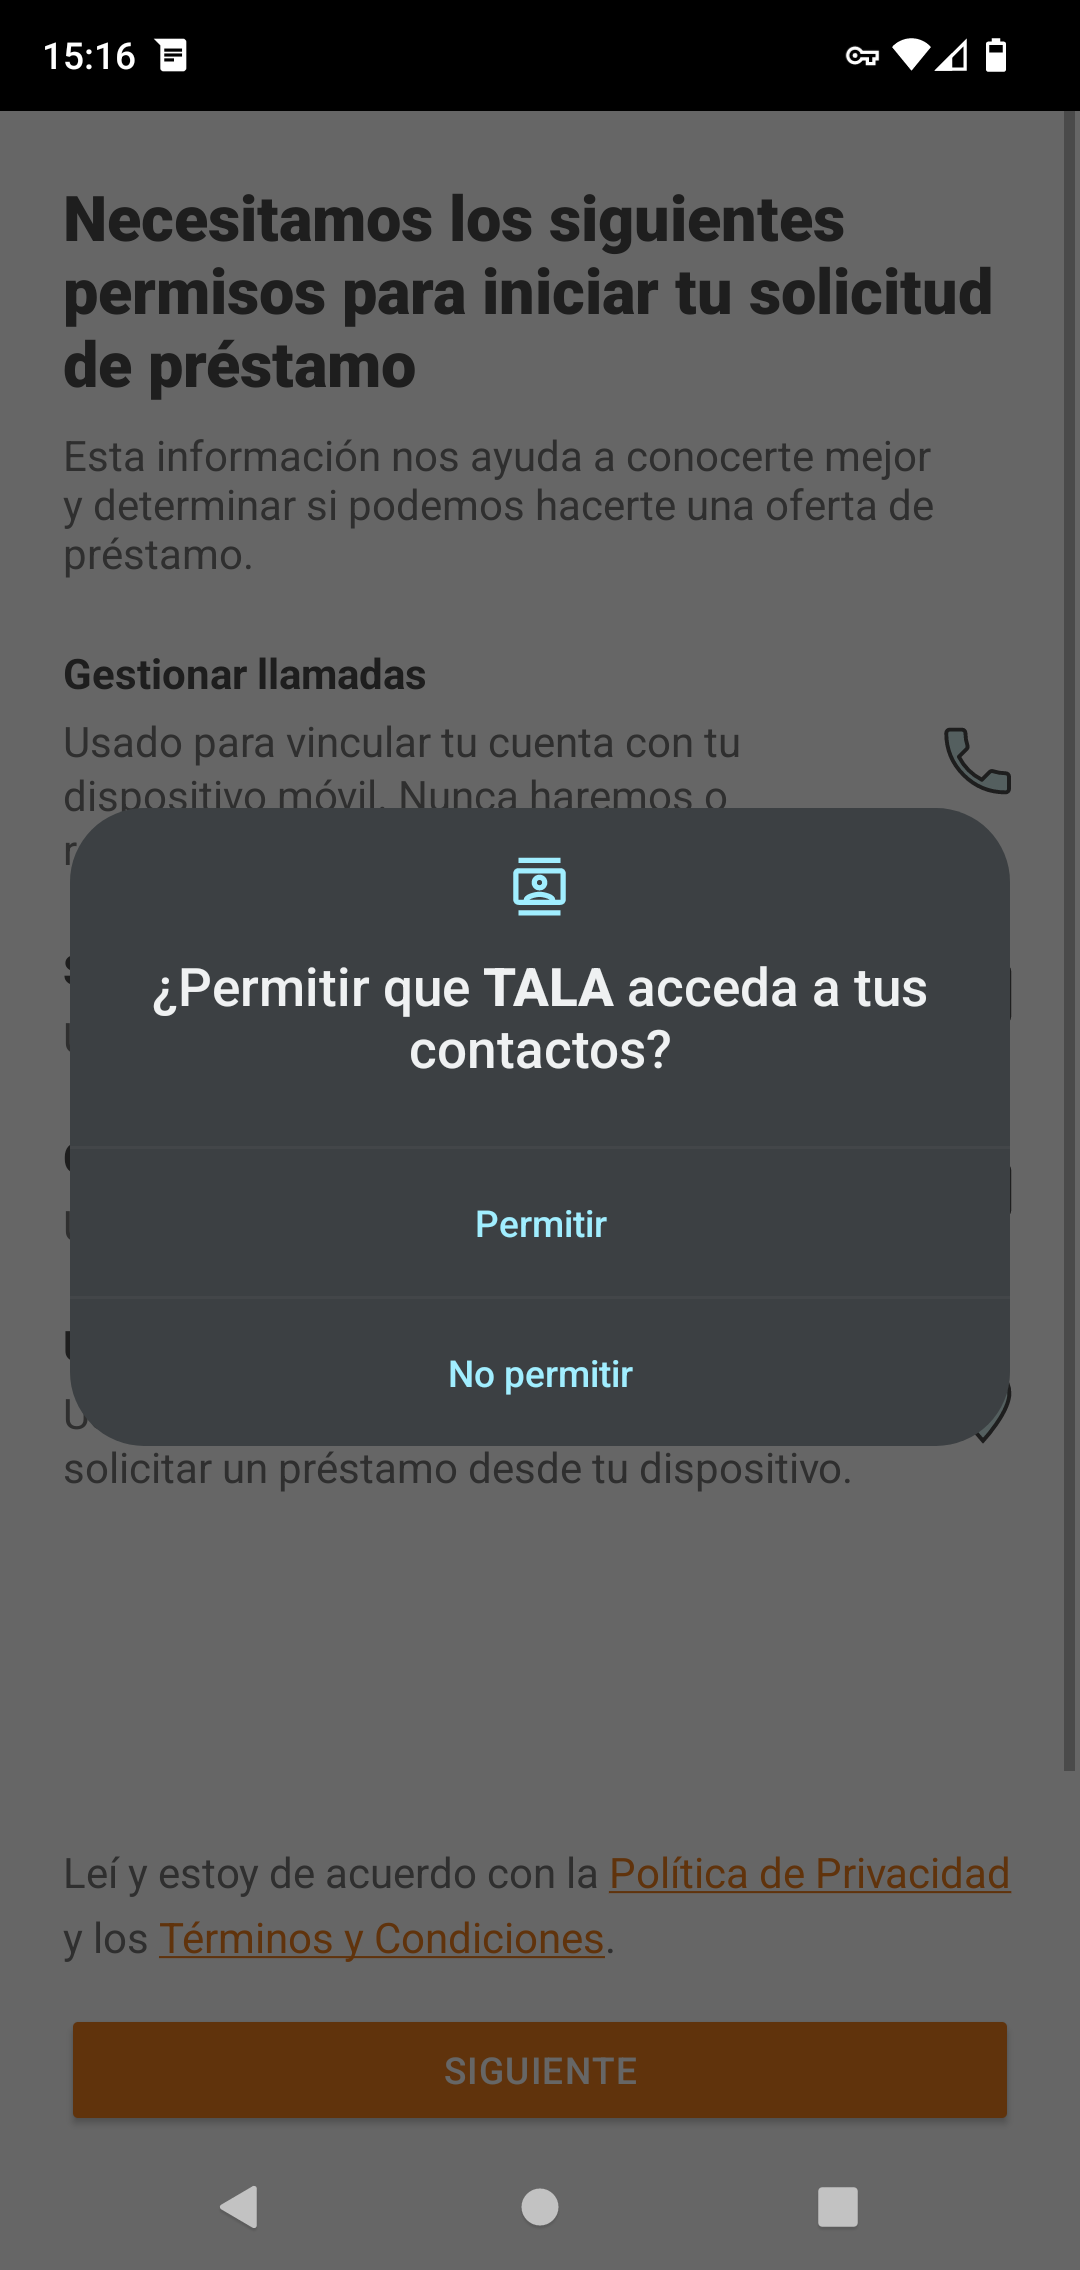 15:16
Necesitamos los siguientes
permisos para iniciar tu solicitud
de préstamo
Esta información nos ayuda a conocerte mejor
y determinar si podemos hacerte una oferta de
préstamo.
Gestionar llamadas
Usado para vincular tu cuenta con tu
dispositivo móvil. Nunca haremos o
¿Permitir que TALA acceda a tus
contactos?
Permitir
No permitir
solicitar un préstamo desde tu dispositivo.
Leí y estoy de acuerdo con la Política de Privacidad
y los Términos y Condiciones.
SIGUIENTE